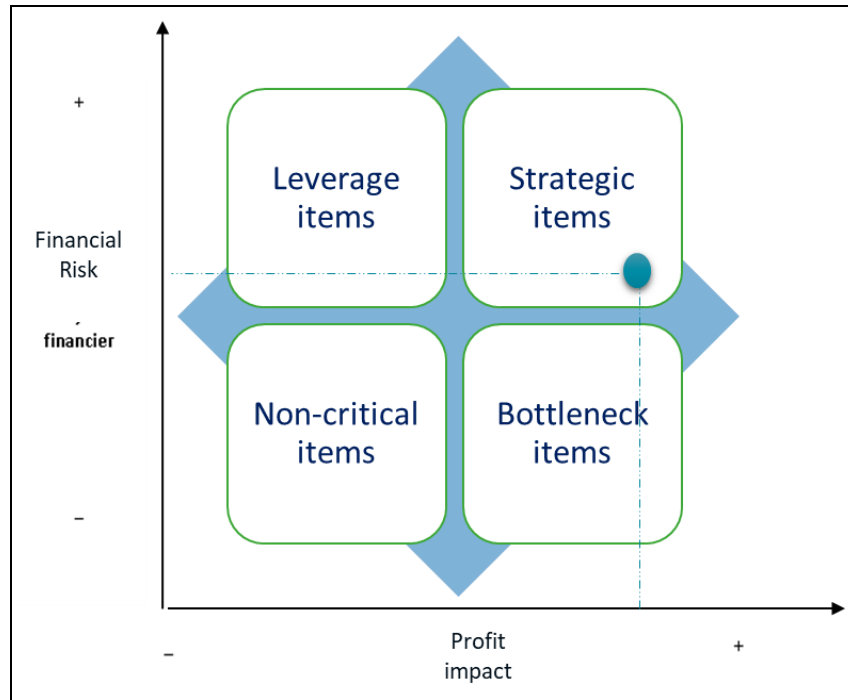 +
Leverage
items
Strategic
items
Financial
Risk
financier
Non-critical
items
Bottleneck
items
–
–
Profit
impact
+